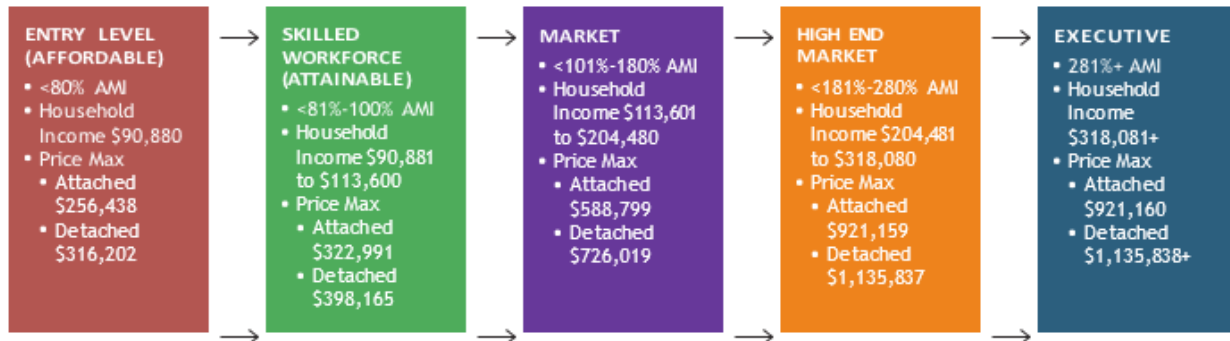 ENTRY LEVEL
(AFFORDABLE)
• <80% AMI
• Household
Income $90,880
• Price Max
• Attached
$256,438
• Detached
$316,202
SKILLED
WORKFORCE
(ATTAINABLE)
• <81%-100% AMI
• Household
Income $90,881
to $113,600
• Price Max
• Attached
$322,991
• Detached
$398,165
MARKET
• <101%-180% AMI
• Household
Income $113,601
to $204,480
• Price Max
• Attached
$588,799
• Detached
$726,019
HIGH END
MARKET
• <181%-280% AMI
• Household
Income $204,481
to $318,080
• Price Max
• Attached
$921,159
• Detached
$1,135,837
EXECUTIVE
• 281%+ AMI
• Household
Income
$318,081+
• Price Max
• Attached
$921,160
• Detached
$1,135,838+